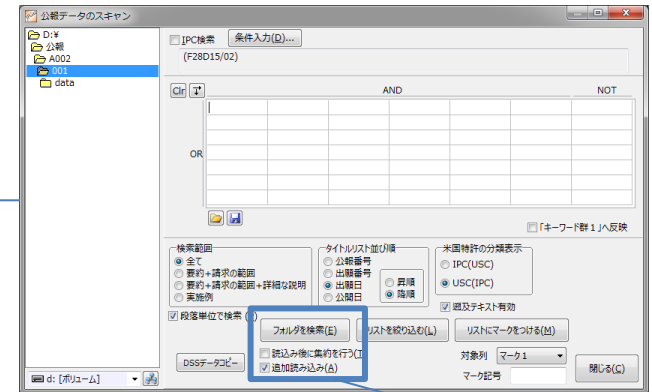 公報データのスキャン
D:¥
公報
A002
001
data
IPC検索 条件入力(D)...
(F28D15/02)
Clr AND NOT
OR
「キーワード群1」へ反映
検索範囲
全て
要約+請求の範囲
要約+請求の範囲+詳細な説明
実施例
タイトルリスト並び順
公報番号
出願番号
出願日
公開日
昇順
降順
米国特許の分類表示
IPC(USC)
USC(IPC)
遡及テキスト有効
段落単位で検索
フォルダを検索(E) リストを絞り込む(L) リストにマークをつける(M)
DSSデータコピー
読込み後に集約を行う(T
追加読み込み(A)
対象列 マーク1
マーク記号
閉じる(C)
d: [ボリューム]